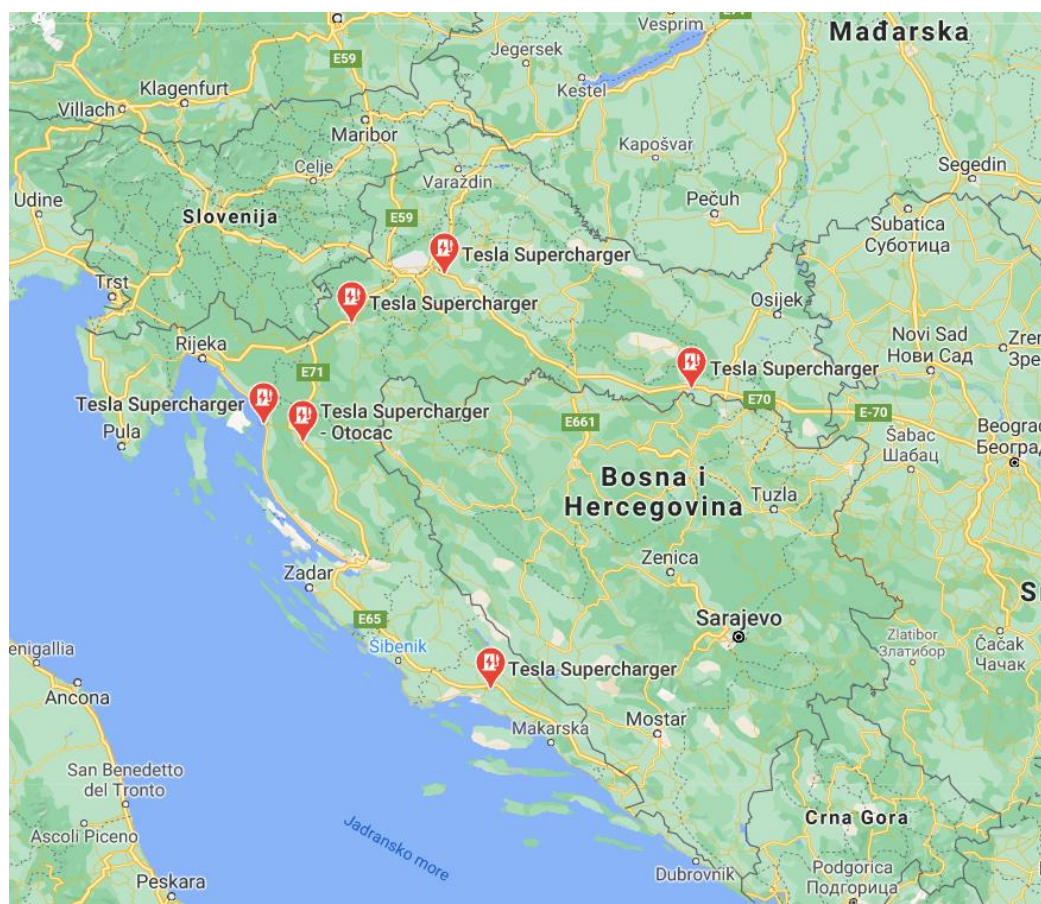 Vesprim
E71
Mađarska
Jegersek
E59
Kestel
Klagenfurt
Villach
Maribor
Kapošvar
Celje
Varaždin
Segedin
Udine
Pečuh
Slovenija
E59
Subatica
Суботица
Tesla Supercharger
Trst
Tesla Supercharger
Osijek
Novi Sad
Нови Сад
Zrer
Зре
Rijeka
E71
Tesla Supercharger
Tesla Supercharger
Tesla Supercharger
- Otocac
E70
E-70
Pula
E661
Šabac
Шабац
Beograd
Београд
Bosna i
Hercegovina
Tuzla
Zenica
Zadar
E65
Sarajevo
S
Šibenik
Zlatibor
Златибор
Čačak
Чачак
enigallia
Tesla Supercharger
Ancona
Makarska
Mostar
San Benedetto
del Tronto
Jadransko more
Crna Gora
Ascoli Piceno
Dubrovnik
Podgorica
Подгорица
Peskara